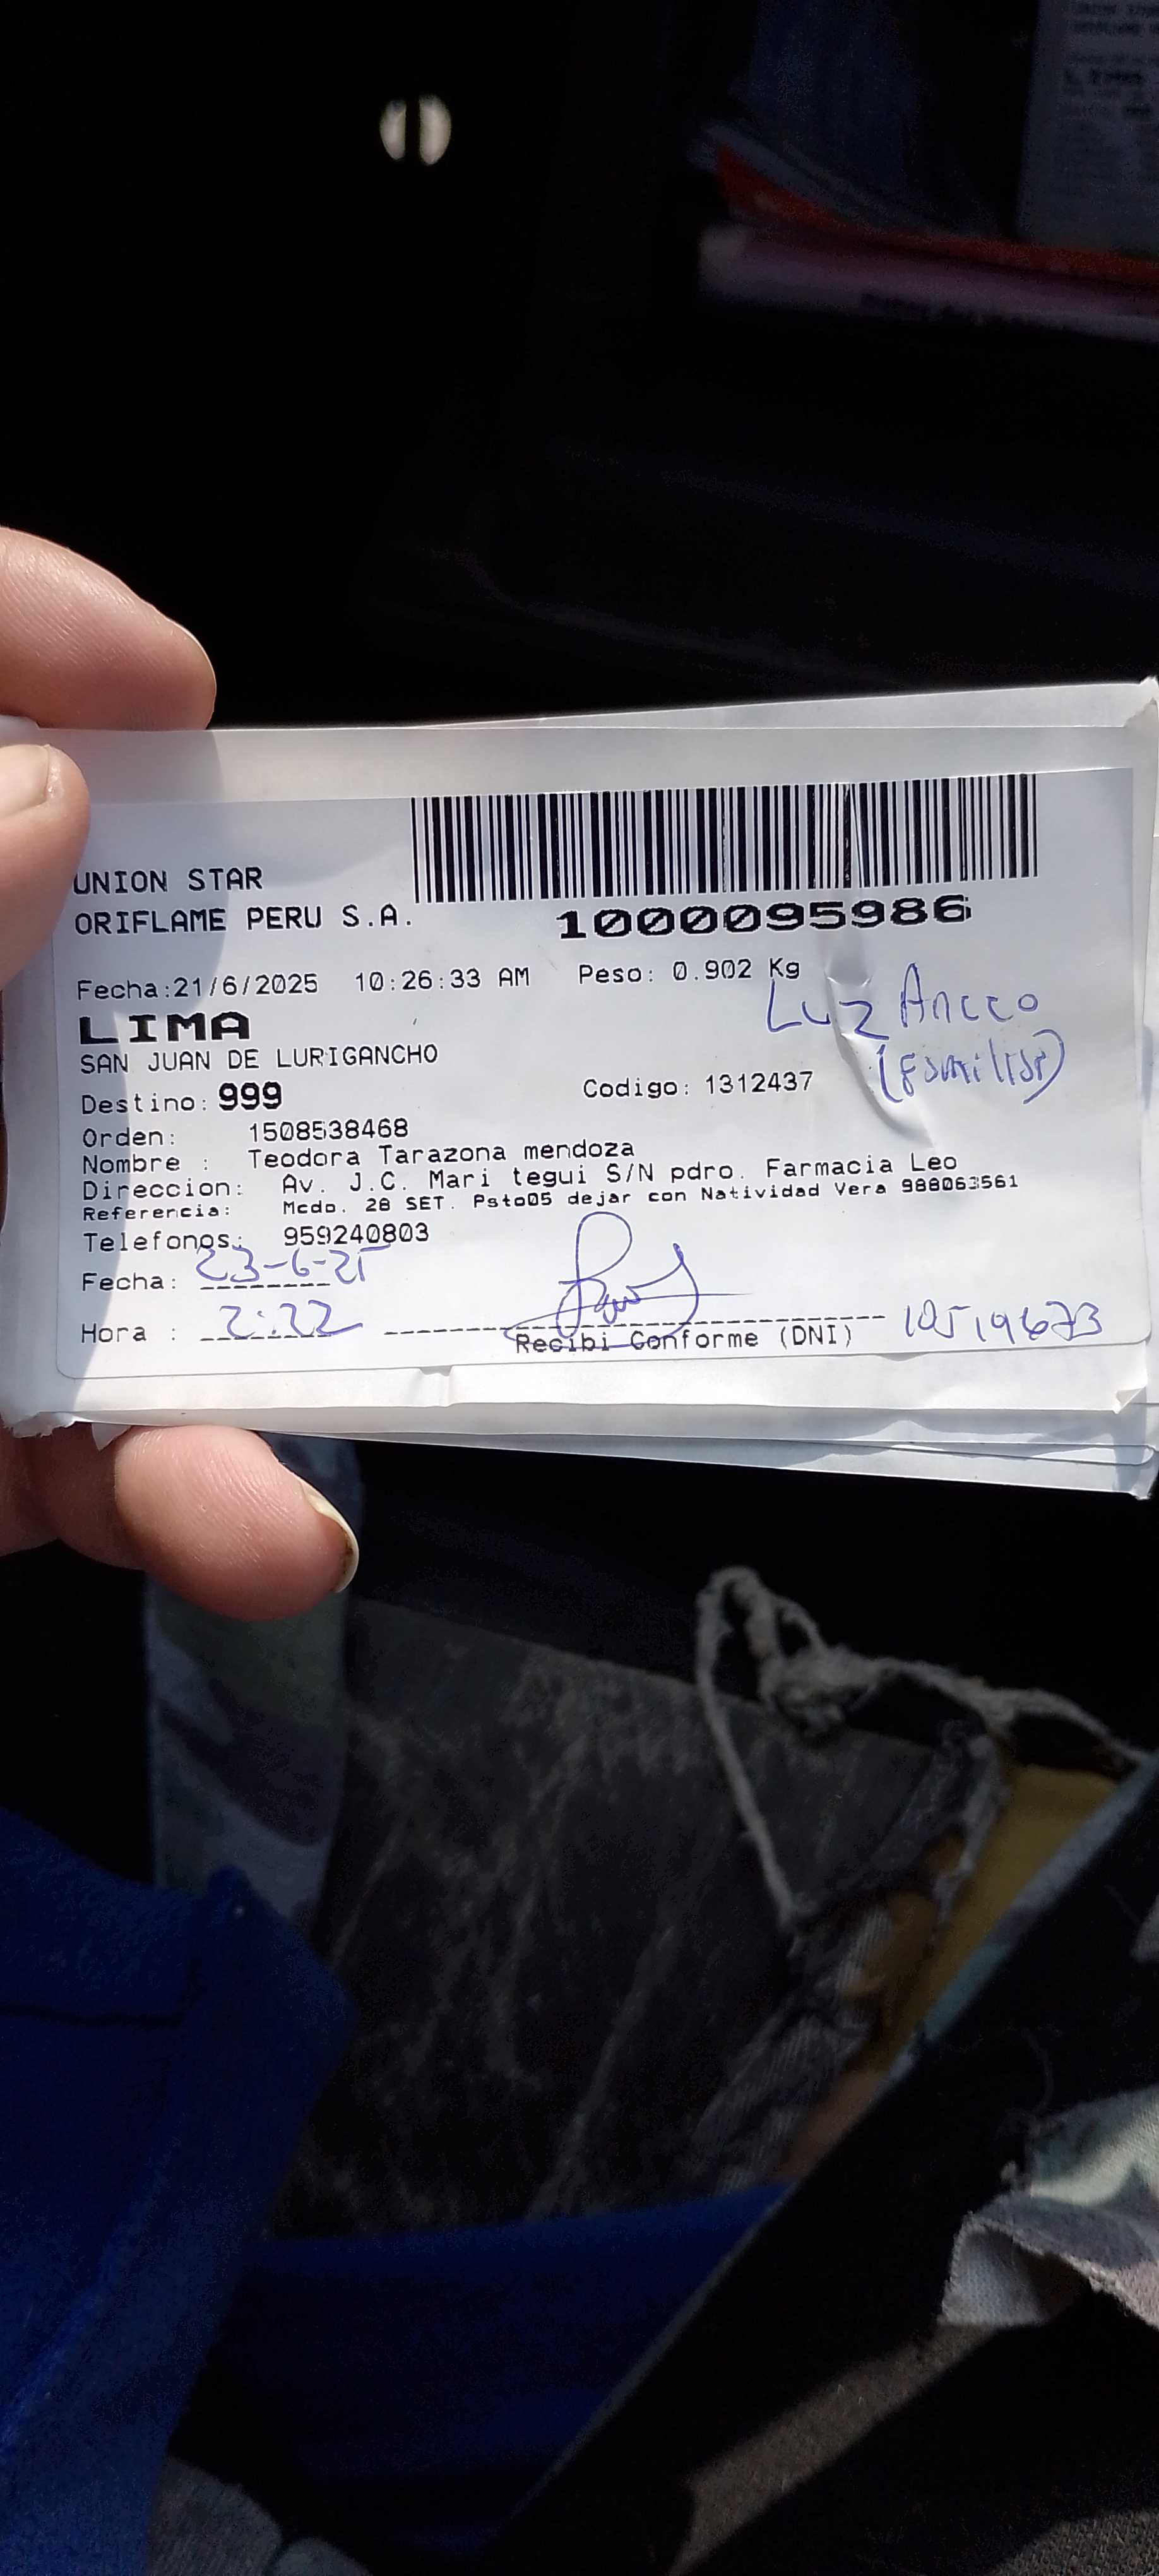 UNION STAR
ORIFLAME PERU S.A.
1000095986
Fecha:21/6/2025 10:26:33 AM Peso: 0.902 Kg
LIMA
Luz Ancco
SAN JUAN DE LURIGANCHO
(Familiar)
Destino: 999 Codigo: 1312437
Orden: 1508538468
Nombre : Teodora Tarazona mendoza
Direccion: Av. J.C. Mari tegui S/N pdro. Farmacia Leo
Referencia: Mcdo. 28 SET. Psto05 dejar con Natividad Vera 988063561
Telefonos: 959240803
Fecha: 23-6-25
Hora : 2:22
Recibi Conforme (DNI)